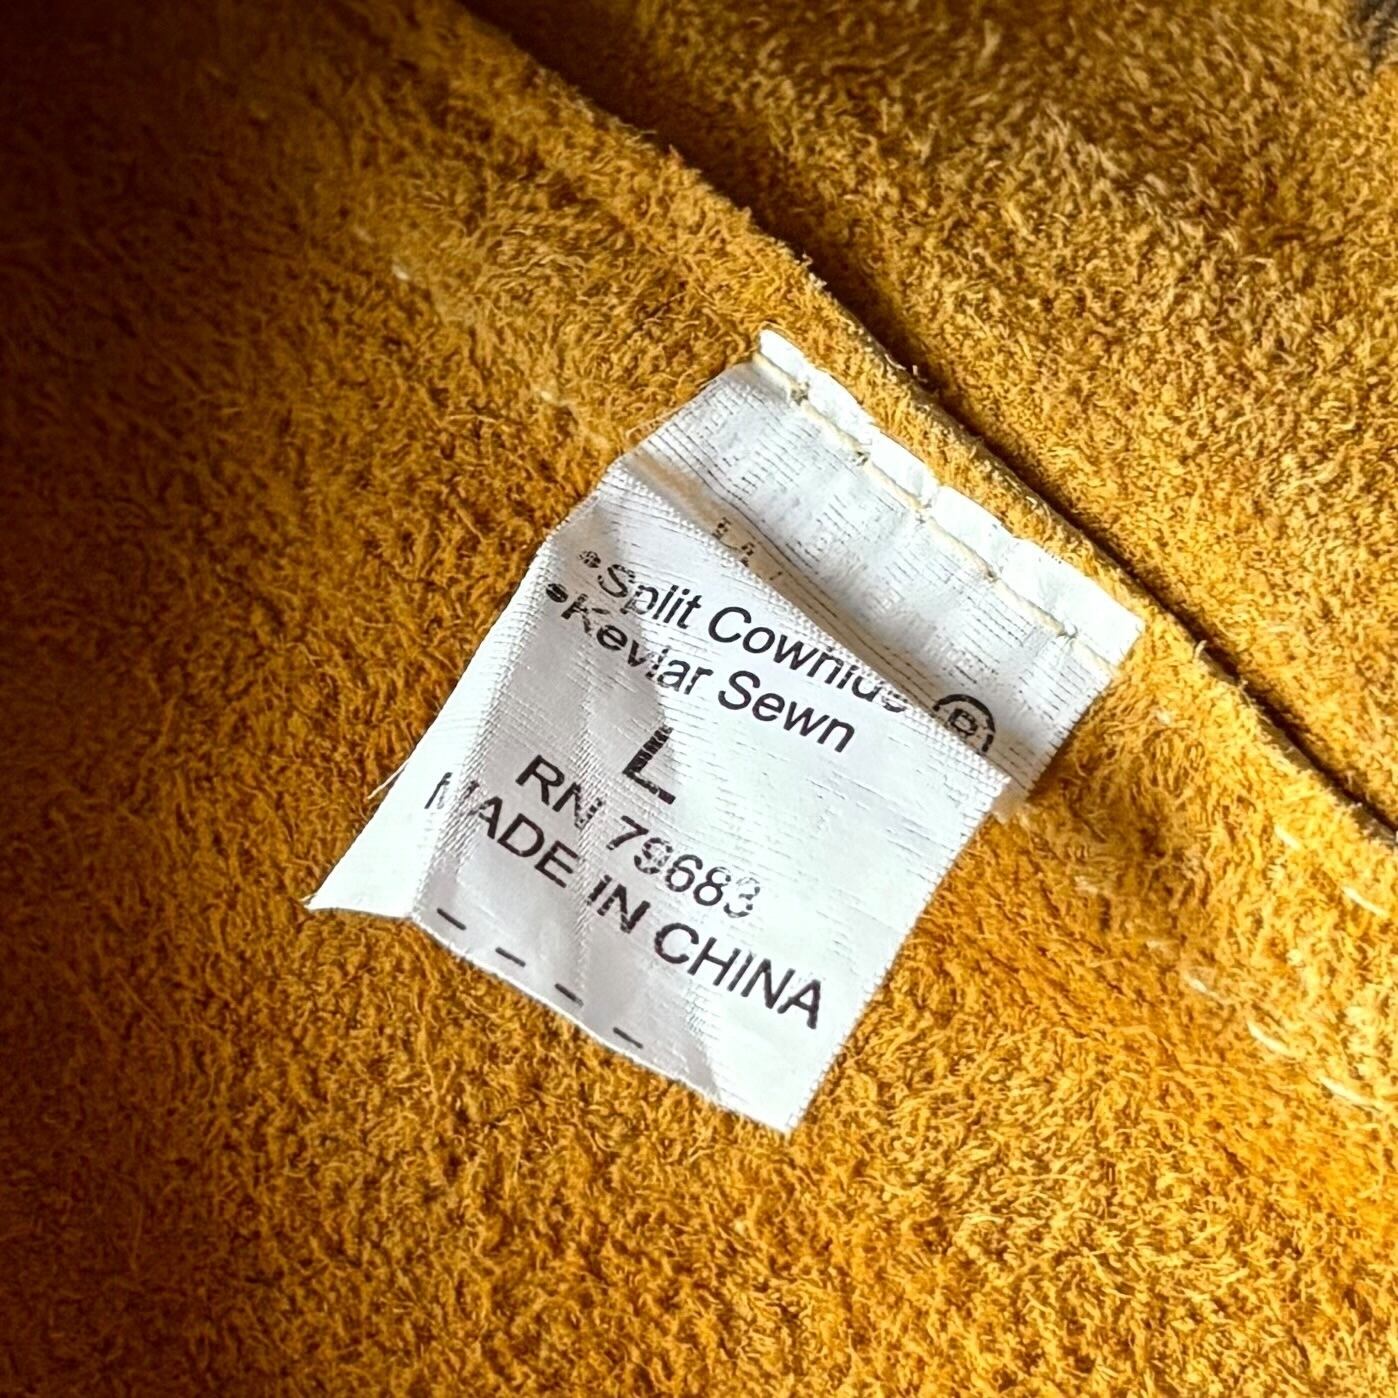 •Split Cowhide
•Kevlar Sewn
L
RN 79683
MADE IN CHINA